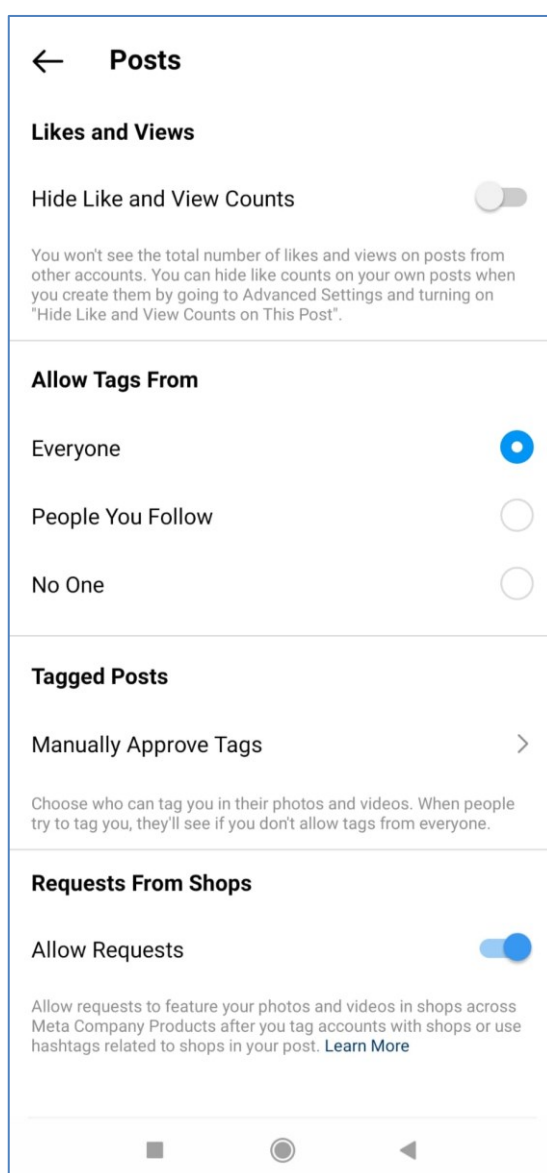 Posts
Likes and Views
Hide Like and View Counts
You won't see the total number of likes and views on posts from
other accounts. You can hide like counts on your own posts when
you create them by going to Advanced Settings and turning on
"Hide Like and View Counts on This Post".
Allow Tags From
Everyone
People You Follow
No One
Tagged Posts
Manually Approve Tags
Choose who can tag you in their photos and videos. When people
try to tag you, they'll see if you don't allow tags from everyone.
Requests From Shops
Allow Requests
Allow requests to feature your photos and videos in shops across
Meta Company Products after you tag accounts with shops or use
hashtags related to shops in your post. Learn More